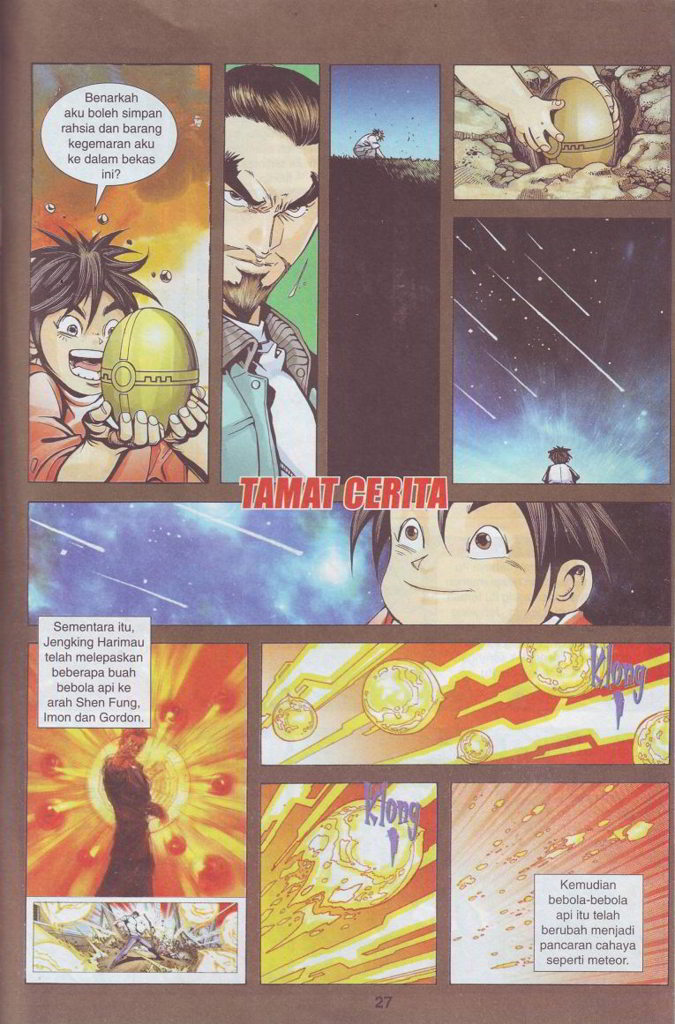 Benarkah
aku boleh simpan
rahsia dan barang
kegemaran aku
ke dalam bekas
ini?
TAMAT CERITA
Sementara itu,
Jengking Harimau
telah melepaskan
beberapa buah
bebola api ke
arah Shen Fung,
Imon dan Gordon.
Klong
Klong
Kemudian
bebola-bebola
api itu telah
berubah menjadi
pancaran cahaya
seperti meteor.
27